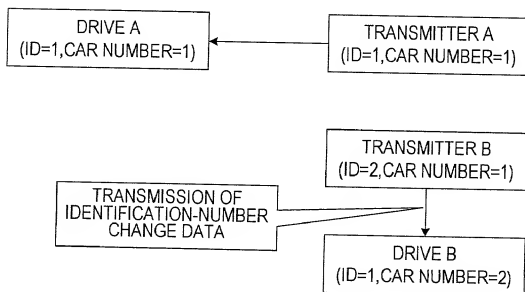 DRIVE A
(ID=1,CAR NUMBER=1)
TRANSMITTER A
(ID=1,CAR NUMBER=1)
TRANSMITTER B
(ID=2,CAR NUMBER=1)
TRANSMISSION OF
IDENTIFICATION-NUMBER
CHANGE DATA
DRIVE B
(ID=1,CAR NUMBER=2)